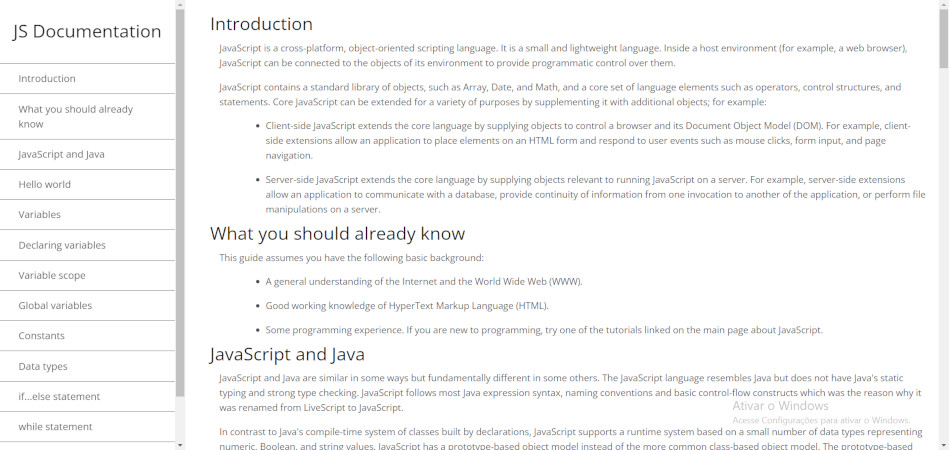 JS Documentation
Introduction
What you should already
know
JavaScript and Java
Hello world
Variables
Declaring variables
Variable scope
Global variables
Constants
Data types
if...else statement
while statement
Introduction
JavaScript is a cross-platform, object-oriented scripting language. It is a small and lightweight language. Inside a host environment (for example, a web browser),
JavaScript can be connected to the objects of its environment to provide programmatic control over them.
JavaScript contains a standard library of objects, such as Array, Date, and Math, and a core set of language elements such as operators, control structures, and
statements. Core JavaScript can be extended for a variety of purposes by supplementing it with additional objects; for example:
• Client-side JavaScript extends the core language by supplying objects to control a browser and its Document Object Model (DOM). For example, client-
side extensions allow an application to place elements on an HTML form and respond to user events such as mouse clicks, form input, and page
navigation.
• Server-side JavaScript extends the core language by supplying objects relevant to running JavaScript on a server. For example, server-side extensions
allow an application to communicate with a database, provide continuity of information from one invocation to another of the application, or perform file
manipulations on a server.
What you should already know
This guide assumes you have the following basic background:
• A general understanding of the Internet and the World Wide Web (WWW).
• Good working knowledge of HyperText Markup Language (HTML).
• Some programming experience. If you are new to programming, try one of the tutorials linked on the main page about JavaScript.
JavaScript and Java
JavaScript and Java are similar in some ways but fundamentally different in some others. The JavaScript language resembles Java but does not have Java's static
typing and strong type checking. JavaScript follows most Java expression syntax, naming conventions and basic control-flow constructs which was the reason why it
was renamed from LiveScript to JavaScript.
In contrast to Java's compile-time system of classes built by declarations, JavaScript supports a runtime system based on a small number of data types representing
numeric, Boolean, and string values. JavaScript has a prototype-based object model instead of the more common class-based object model. The prototype-based
Ativar o Windows
Acesse Configurações para ativar o Windows.